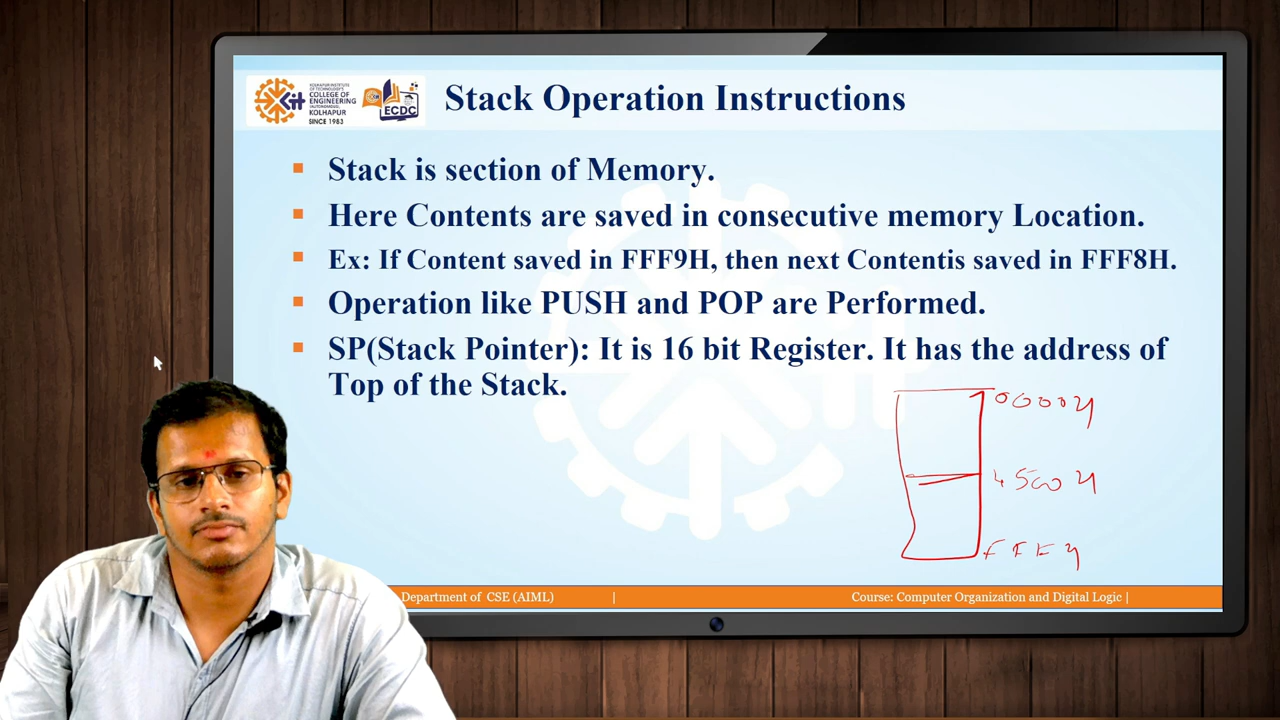 KOLHAPUR INSTITUTE
OF TECHNOLOGY'S
COLLEGE OF
ENGINEERING
KOLHAPUR
SINCE 1983
Kit
ECDC
Stack Operation Instructions
Stack is section of Memory.
Here Contents are saved in consecutive memory Location.
Ex: If Content saved in FFF9H, then next Contentis saved in FFF8H.
Operation like PUSH and POP are Performed.
SP(Stack Pointer): It is 16 bit Register. It has the address of
Top of the Stack.
0000H
4500H
FFFH
Department of CSE (AIML) | Course: Computer Organization and Digital Logic |